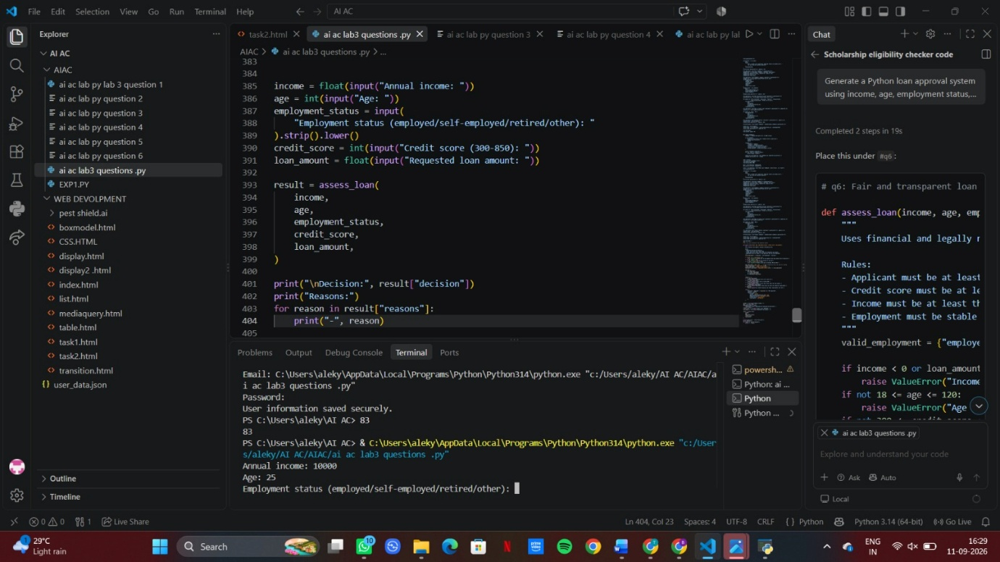 File Edit Selection View Go Run Terminal Help
AI AC
Explorer
AI AC
AIAC
ai ac lab py lab 3 question 1
ai ac lab py question 2
ai ac lab py question 3
ai ac lab py question 4
ai ac lab py question 5
ai ac lab py question 6
ai ac lab3 questions .py
EXP1.PY
WEB DEVOLPMENT
pest shield.ai
boxmodel.html
CSS.HTML
display.html
display2 .html
index.html
list.html
mediaquery.html
table.html
task1.html
task2.html
transition.html
{} user_data.json
Outline
Timeline
task2.html
ai ac lab3 questions .py
ai ac lab py question 3
ai ac lab py question 4
ai ac lab py lal
AIAC > ai ac lab3 questions .py > ...
383
384
385 income = float(input("Annual income: "))
386 age = int(input("Age: "))
387 employment_status = input(
388 "Employment status (employed/self-employed/retired/other): "
389 ).strip().lower()
390 credit_score = int(input("Credit score (300-850): "))
391 loan_amount = float(input("Requested loan amount: "))
392
393 result = assess_loan(
394 income,
395 age,
396 employment_status,
397 credit_score,
398 loan_amount,
399 )
400
401 print("\nDecision:", result["decision"])
402 print("Reasons:")
403 for reason in result["reasons"]:
404 print("-", reason)
405
Problems Output Debug Console Terminal Ports
Email: C:\Users\aleky\AppData\Local\Programs\Python\Python314\python.exe "c:/Users/aleky/AI AC/AIAC/a
i ac lab3 questions .py"
Password:
User information saved securely.
PS C:\Users\aleky\AI AC> 83
83
PS C:\Users\aleky\AI AC> & C:\Users\aleky\AppData\Local\Programs\Python\Python314\python.exe "c:/User
s/aleky/AI AC/AIAC/ai ac lab3 questions .py"
Annual income: 10000
Age: 25
Employment status (employed/self-employed/retired/other):
powersh...
Python: ai ...
Python
Python ...
Chat
Scholarship eligibility checker code
Generate a Python loan approval system
using income, age, employment status,...
Completed 2 steps in 19s
Place this under #q6:
# q6: Fair and transparent loan
def assess_loan(income, age, emp
"""
Uses financial and legally
Rules:
- Applicant must be at least
- Credit score must be at le
- Income must be at least th
- Employment must be stable
"""
valid_employment = {"employe
if income < 0 or loan_amount
raise ValueError("Income
if not 18 <= age <= 120:
raise ValueError("Age
ai ac lab3 questions .py
Explore and understand your code
Ask Auto
Local
0 0 1 Live Share
Ln 404, Col 23 Spaces: 4 UTF-8 CRLF {} Python Python 3.14 (64-bit) Go Live
29°C
Light rain
Search
10
prime video
ENG
IN
16:29
11-09-2026